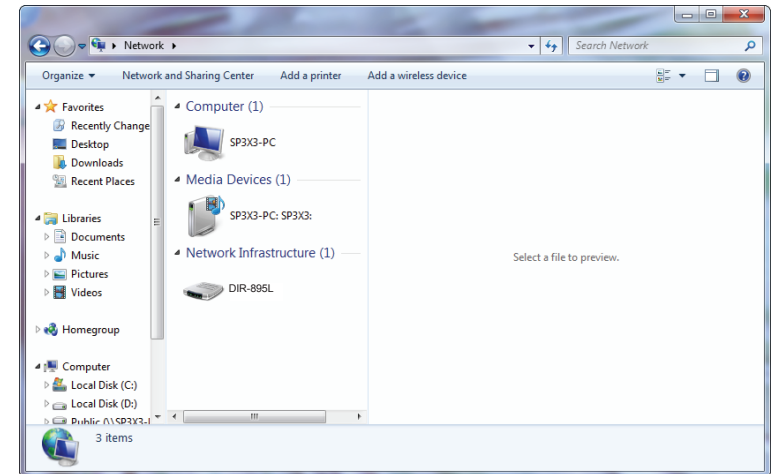 Network
Search Network
Organize Network and Sharing Center Add a printer Add a wireless device
Favorites
Recently Change
Desktop
Downloads
Recent Places
Libraries
Documents
Music
Pictures
Videos
Homegroup
Computer
Local Disk (C:)
Local Disk (D:)
Public (\\SP3X3-
Computer (1)
SP3X3-PC
Media Devices (1)
SP3X3-PC: SP3X3:
Network Infrastructure (1)
DIR-895L
Select a file to preview.
3 items